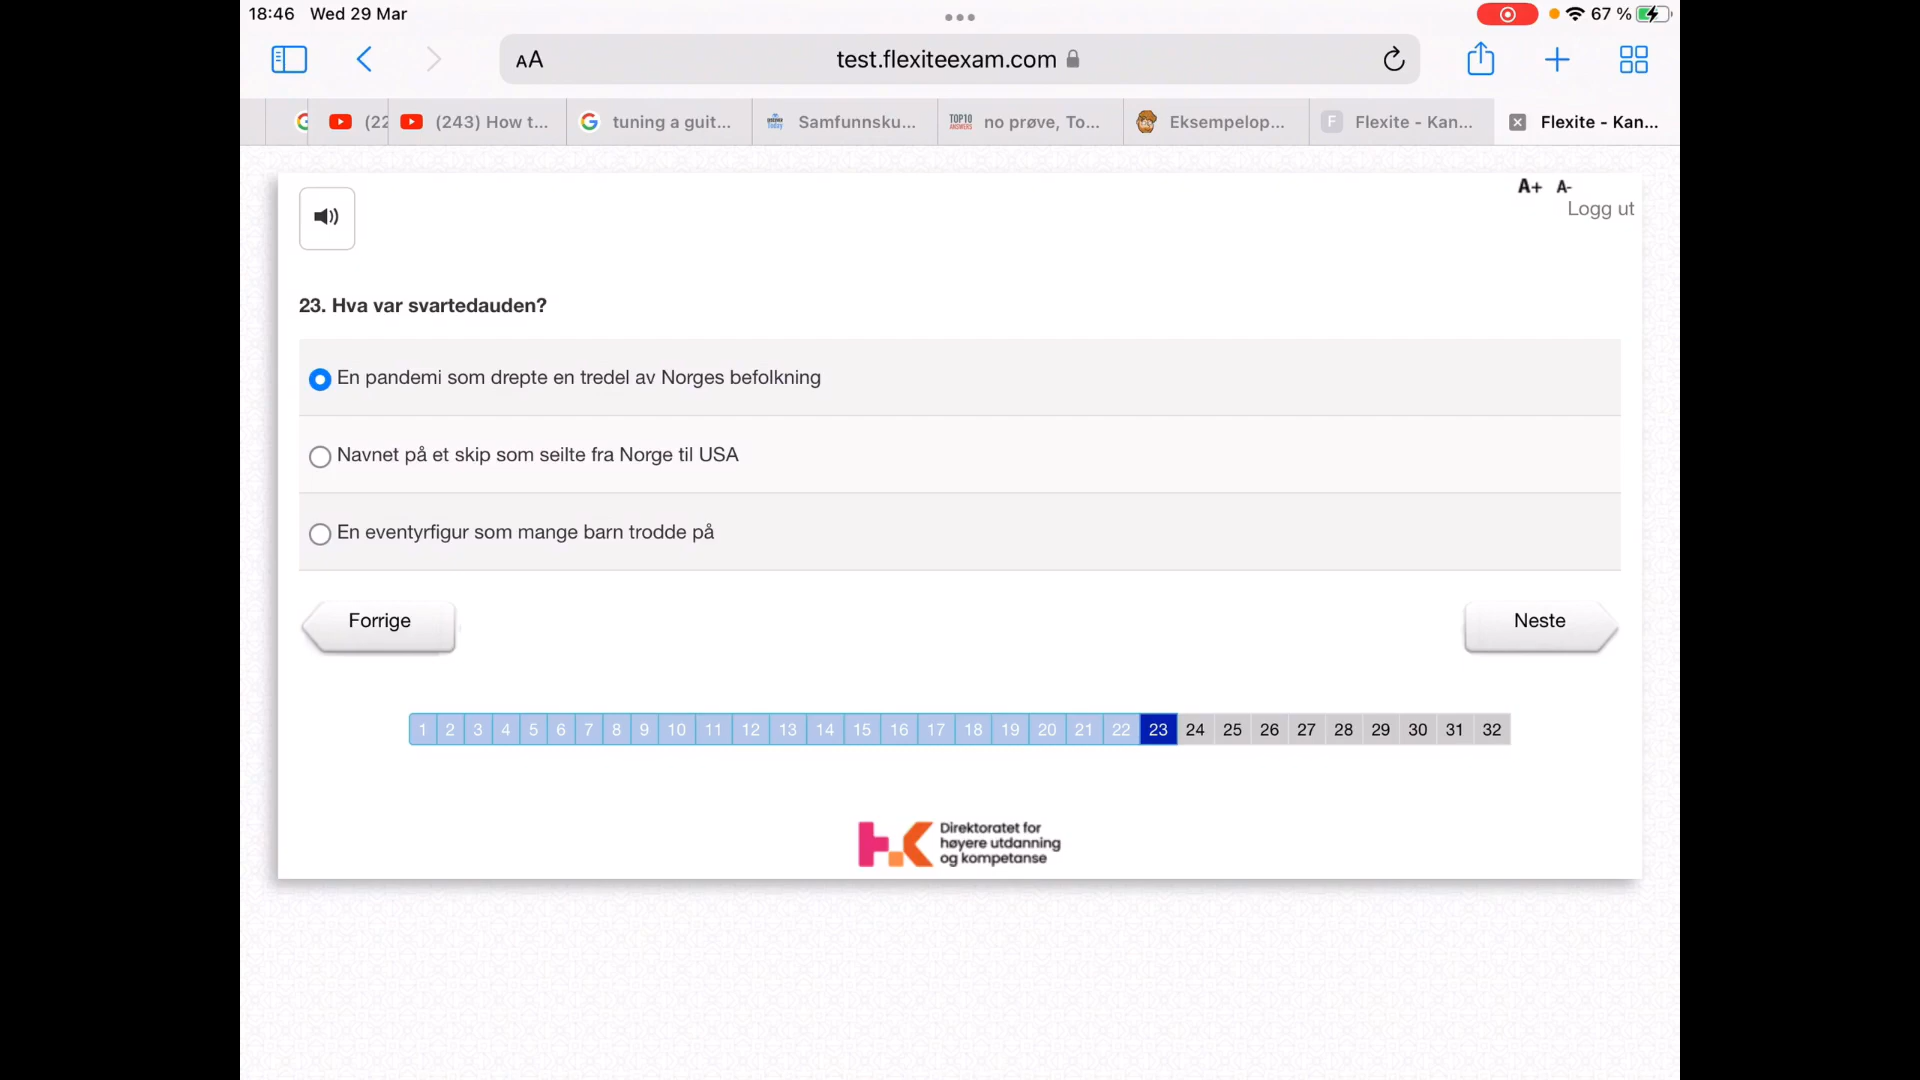 18:46 Wed 29 Mar
67 %
AA
test.flexiteexam.com
(22
(243) How t...
tuning a guit...
Samfunnsku...
TOP10 ANSWERS
no prøve, To...
Eksempelop...
F
Flexite - Kan...
Flexite - Kan...
A+ A-
Logg ut
23. Hva var svartedauden?
En pandemi som drepte en tredel av Norges befolkning
Navnet på et skip som seilte fra Norge til USA
En eventyrfigur som mange barn trodde på
Forrige
Neste
1 2 3 4 5 6 7 8 9 10 11 12 13 14 15 16 17 18 19 20 21 22 23 24 25 26 27 28 29 30 31 32
Direktoratet for
høyere utdanning
og kompetanse